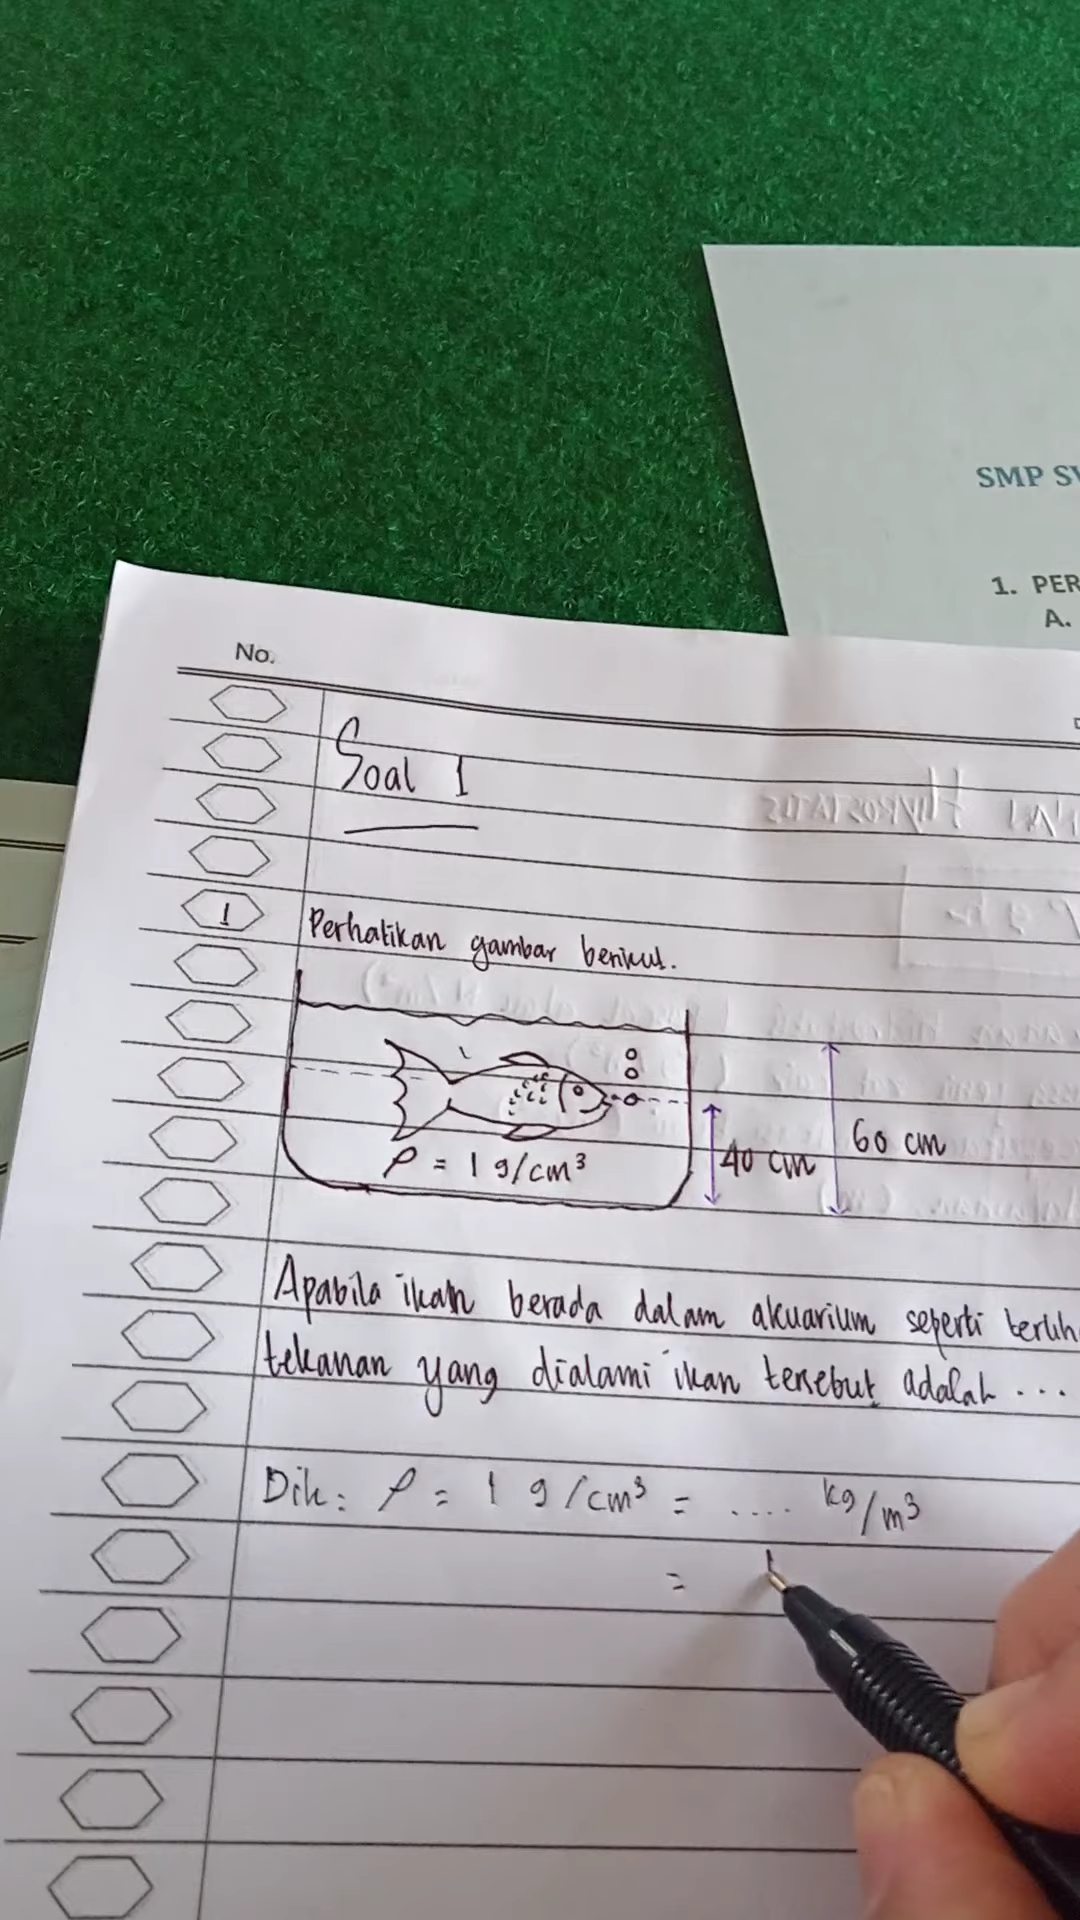 SMP
1. PER
A.
No.
Soal 1
1 Perhatikan gambar berikut.
60 cm
40 cm
ρ = 1 g/cm³
Apabila ikan berada dalam akuarium seperti terlih
tekanan yang dialami ikan tersebut adalah ...
Dik: ρ = 1 g/cm³ = .... kg/m³
=